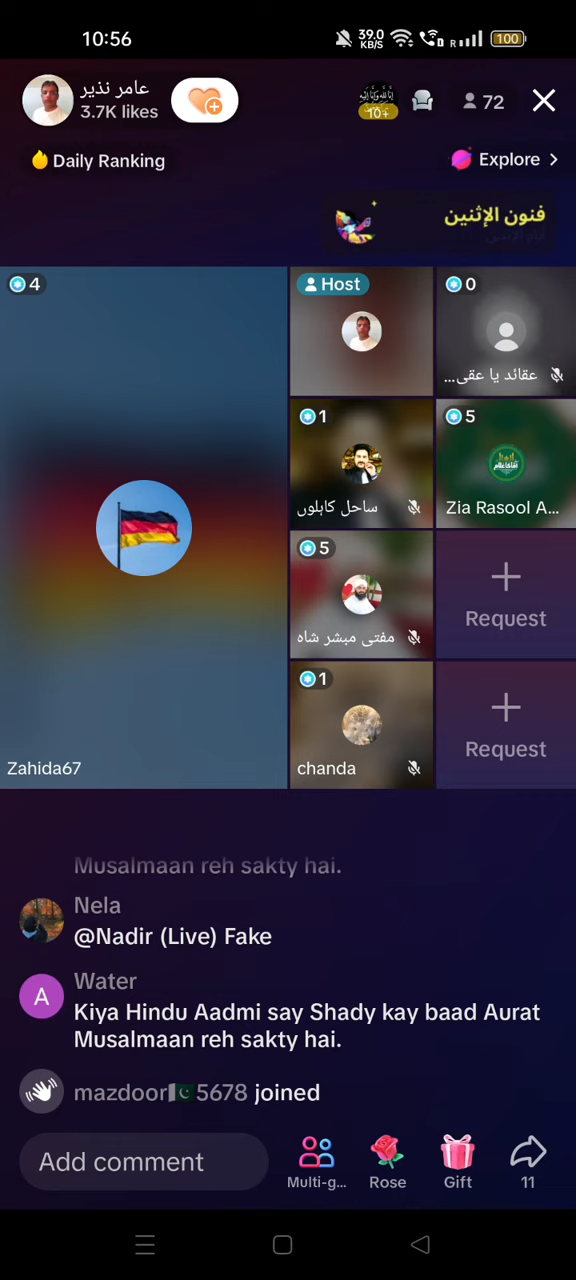 10:56
39.0
KB/S
R
100
عامر نذیر
3.7K likes
10+
72
Daily Ranking
Explore
فنون الإثنين
4
Host
0
عقائد یا عقی...
1
ساحل کاہلوں
5
Zia Rasool A...
5
مفتی مبشر شاہ
Request
1
chanda
Request
Zahida67
Musalmaan reh sakty hai.
Nela
@Nadir (Live) Fake
A
Water
Kiya Hindu Aadmi say Shady kay baad Aurat
Musalmaan reh sakty hai.
mazdoor🇵🇰5678 joined
Add comment
Multi-g...
Rose
Gift
11